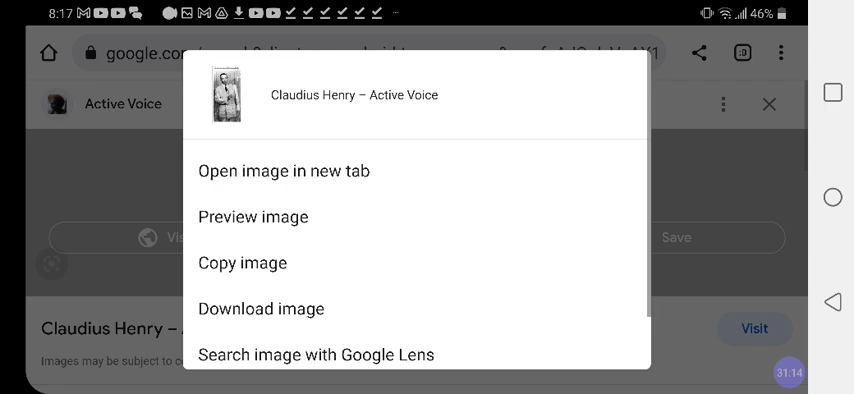 8:17
46%
google.com
Active Voice
Claudius Henry – Active Voice
Open image in new tab
Preview image
Save
Copy image
Download image
Claudius Henry –
Visit
Images may be subject to
Search image with Google Lens
31:14